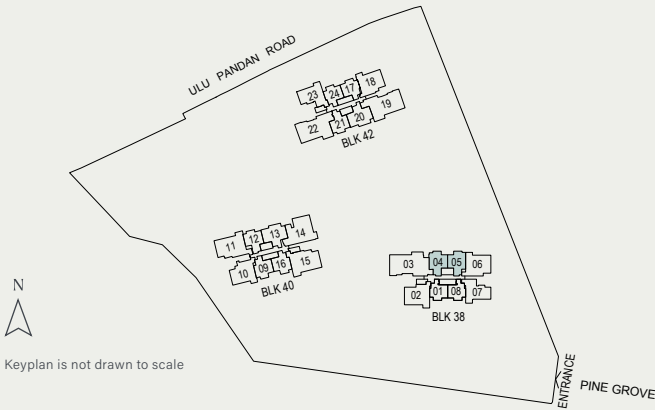 ULU PANDAN ROAD
23 24 17 18
22 21 20 19
BLK 42
11 12 13 14
10 09 16 15
BLK 40
03 04 05 06
02 01 08 07
BLK 38
N
Keyplan is not drawn to scale
ENTRANCE
PINE GROVE